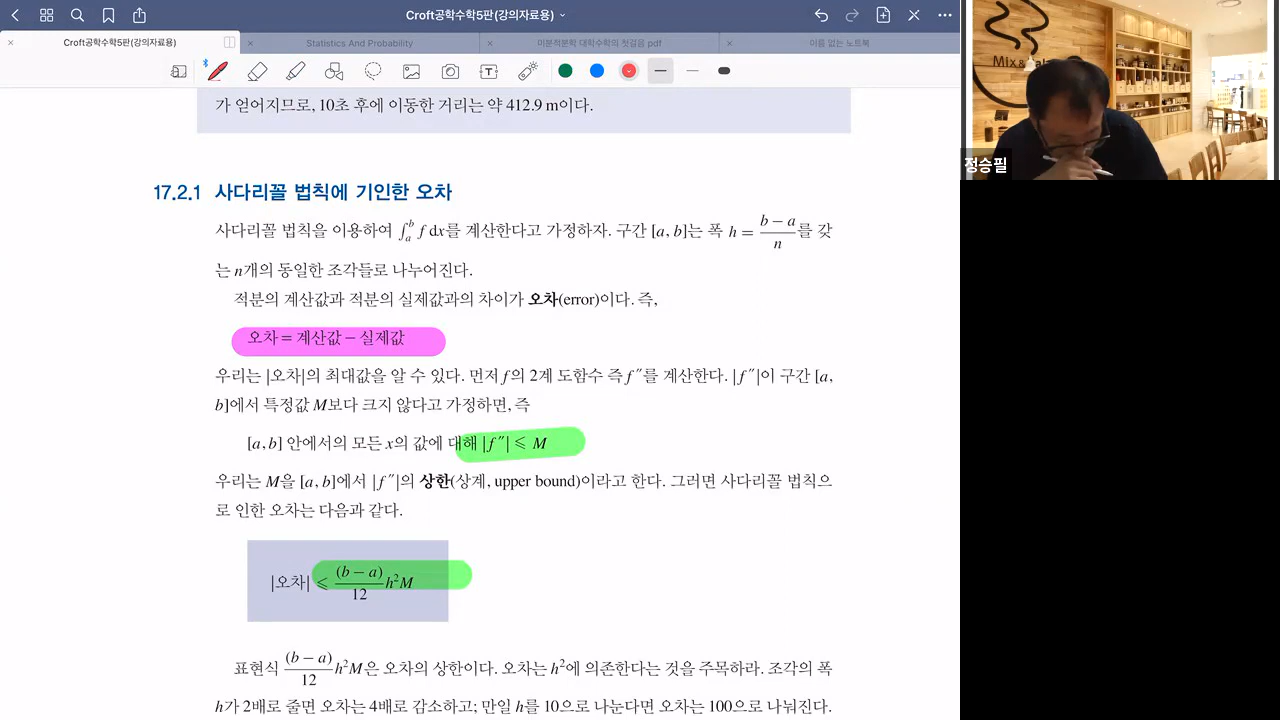 Croft공학수학5판(강의자료용)
Croft공학수학5판(강의자료용)
Statistics And Probability
미분적분학 대학수학의 첫걸음 pdf
이름 없는 노트북
가 얻어지므로, 10초 후에 이동한 거리는 약 412.9 m이다.
17.2.1 사다리꼴 법칙에 기인한 오차
사다리꼴 법칙을 이용하여 ∫_a^b f dx를 계산한다고 가정하자. 구간 [a, b]는 폭 h = (b − a)/n를 갖
는 n개의 동일한 조각들로 나누어진다.
적분의 계산값과 적분의 실제값과의 차이가 오차(error)이다. 즉,
오차 = 계산값 − 실제값
우리는 |오차|의 최대값을 알 수 있다. 먼저 f의 2계 도함수 즉 f″를 계산한다. |f″|이 구간 [a,
b]에서 특정값 M보다 크지 않다고 가정하면, 즉
[a, b] 안에서의 모든 x의 값에 대해 |f″| ⩽ M
우리는 M을 [a, b]에서 |f″|의 상한(상계, upper bound)이라고 한다. 그러면 사다리꼴 법칙으
로 인한 오차는 다음과 같다.
|오차| ⩽ (b − a)/12 h²M
표현식 (b − a)/12 h²M은 오차의 상한이다. 오차는 h²에 의존한다는 것을 주목하라. 조각의 폭
h가 2배로 줄면 오차는 4배로 감소하고; 만일 h를 10으로 나눈다면 오차는 100으로 나눠진다.
정승필